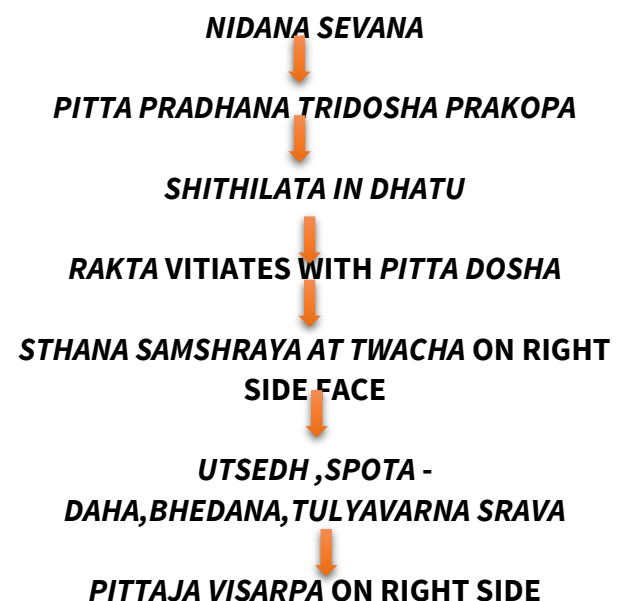 NIDANA SEVANA
PITTA PRADHANA TRIDOSHA PRAKOPA
SHITHILATA IN DHATU
RAKTA VITIATES WITH PITTA DOSHA
STHANA SAMSHRAYA AT TWACHA ON RIGHT
SIDE FACE
UTSEDH ,SPOTA -
DAHA,BHEDANA,TULYAVARNA SRAVA
PITTAJA VISARPA ON RIGHT SIDE